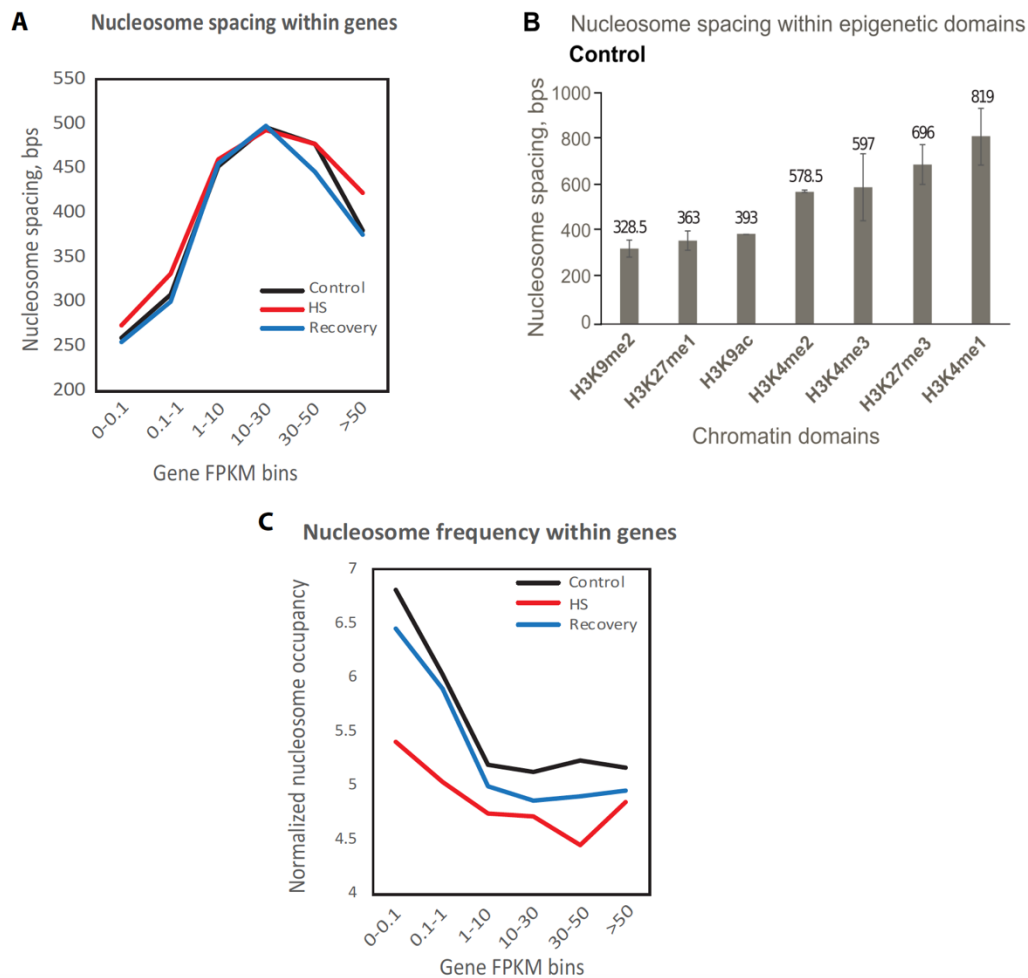 A
Nucleosome spacing within genes
Nucleosome spacing, bps
550
500
450
400
350
300
250
200
Control
HS
Recovery
0-0.1
0.1-1
1-10
10-30
30-50
>50
Gene FPKM bins
B
Nucleosome spacing within epigenetic domains
Control
Nucleosome spacing, bps
1000
800
600
400
200
0
328.5
363
393
578.5
597
696
819
H3K9me2
H3K27me1
H3K9ac
H3K4me2
H3K4me3
H3K27me3
H3K4me1
Chromatin domains
C
Nucleosome frequency within genes
Normalized nucleosome occupancy
7
6.5
6
5.5
5
4.5
4
Control
HS
Recovery
0-0.1
0.1-1
1-10
10-30
30-50
>50
Gene FPKM bins